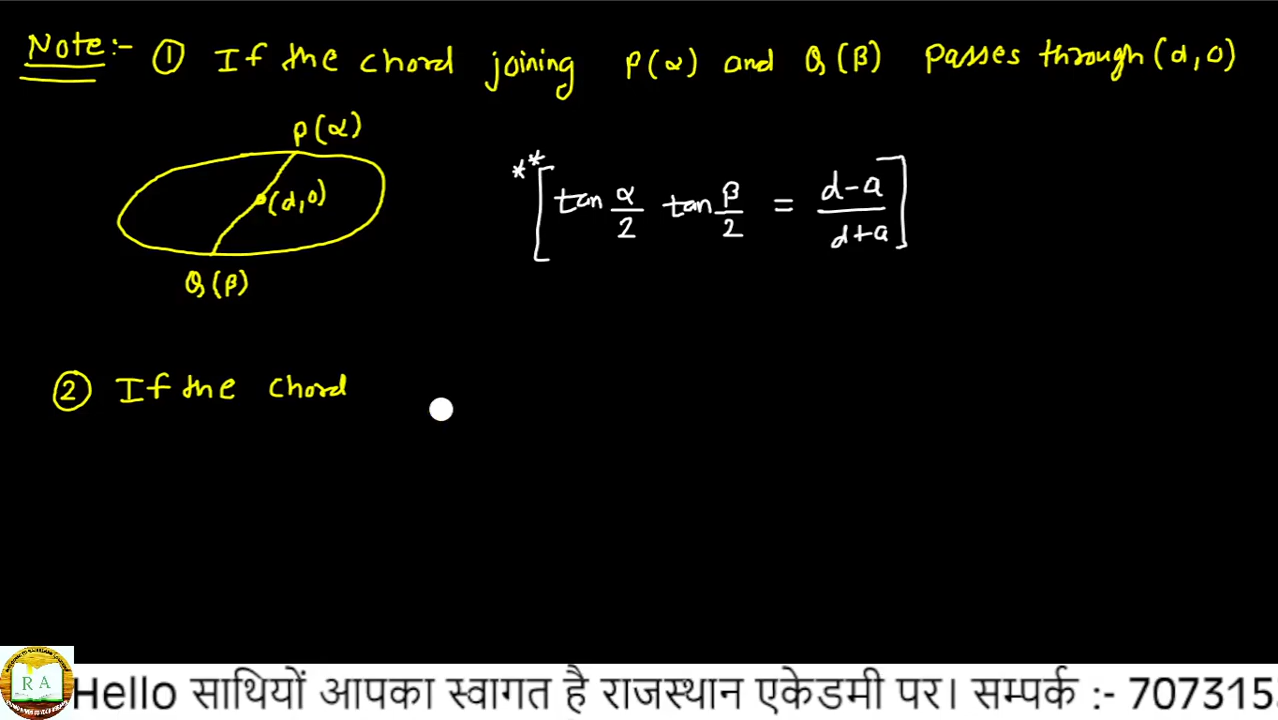 Note:- ① If the chord joining P(α) and Q(β) passes through (d,0)
P(α)
(d,0)
Q(β)
** [tan α/2 tan β/2 = d-a/d+a]
② If the chord
RA
Hello साथियों आपका स्वागत है राजस्थान एकेडमी पर। सम्पर्क :- 707315